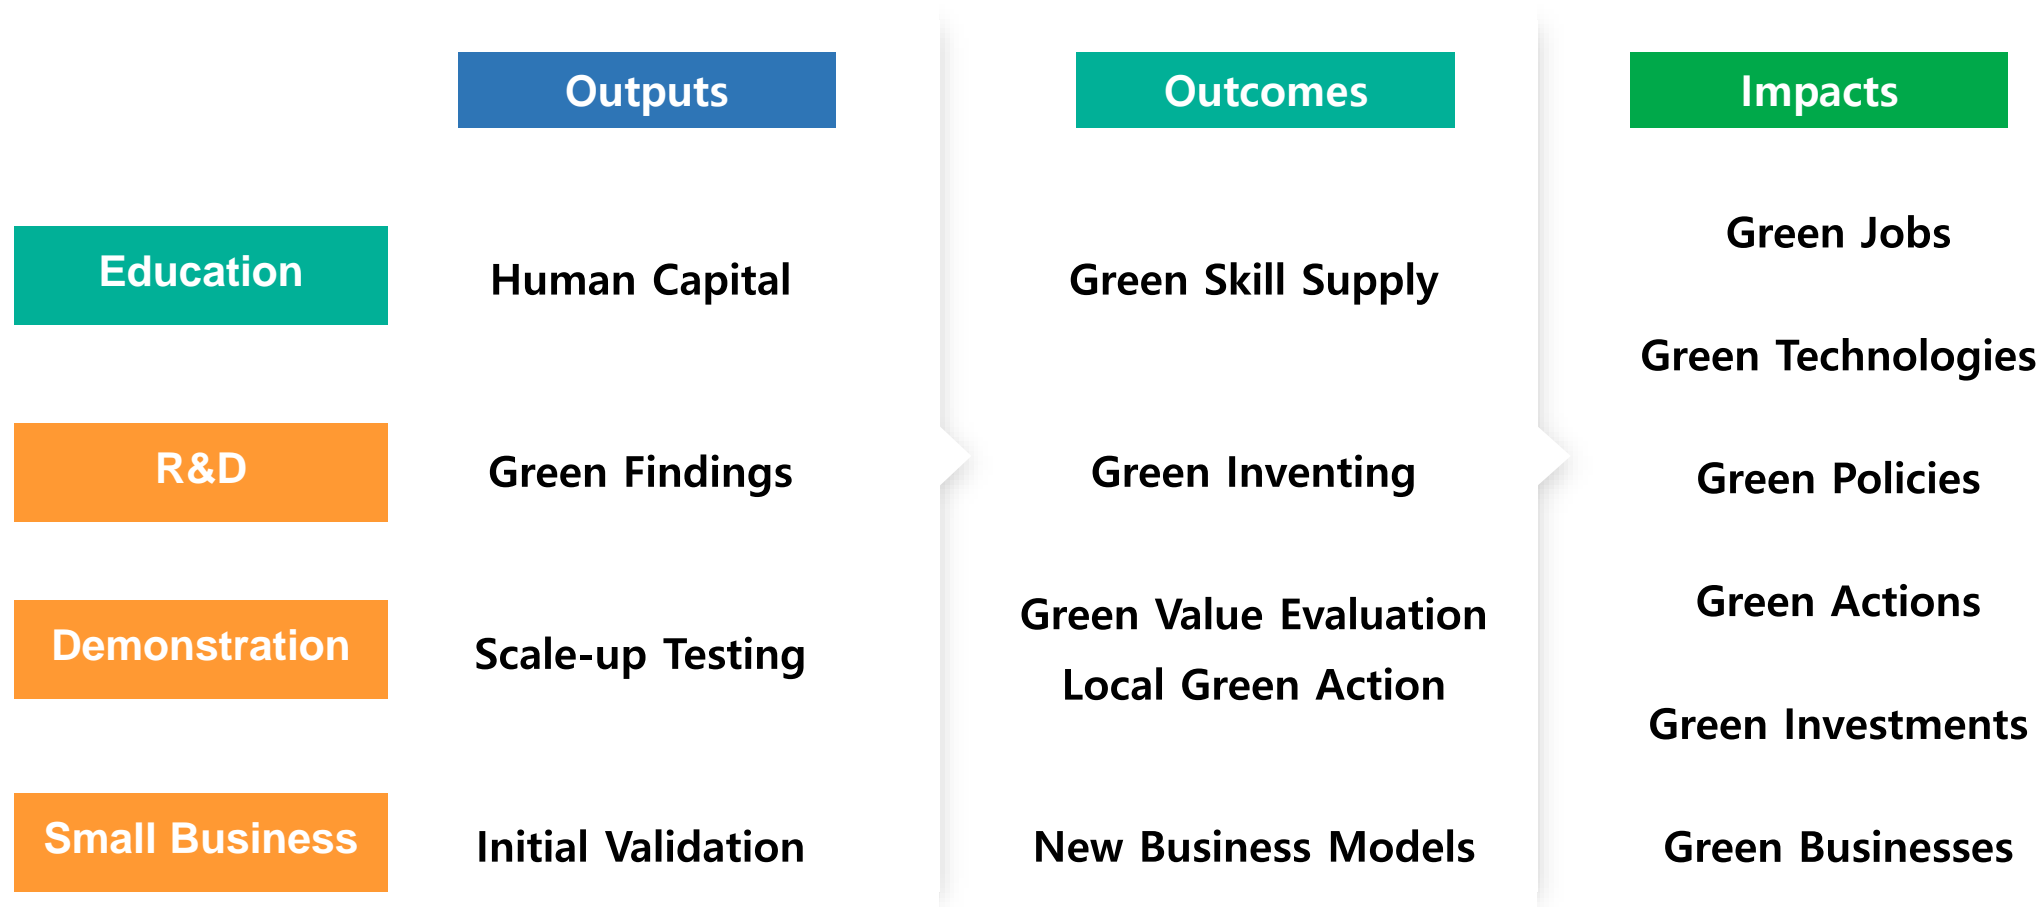 Outputs
Outcomes
Impacts
Education
Human Capital
Green Skill Supply
R&D
Green Findings
Green Inventing
Demonstration
Scale-up Testing
Green Value Evaluation
Local Green Action
Small Business
Initial Validation
New Business Models
Green Jobs
Green Technologies
Green Policies
Green Actions
Green Investments
Green Businesses